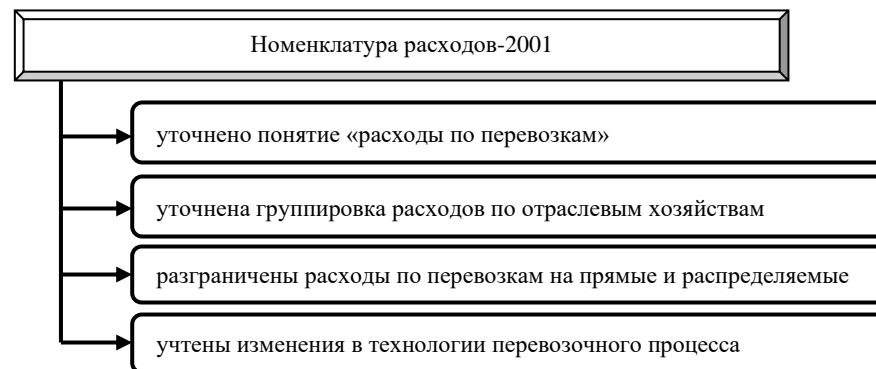 Номенклатура расходов-2001
уточнено понятие «расходы по перевозкам»
уточнена группировка расходов по отраслевым хозяйствам
разграничены расходы по перевозкам на прямые и распределяемые
учтены изменения в технологии перевозочного процесса